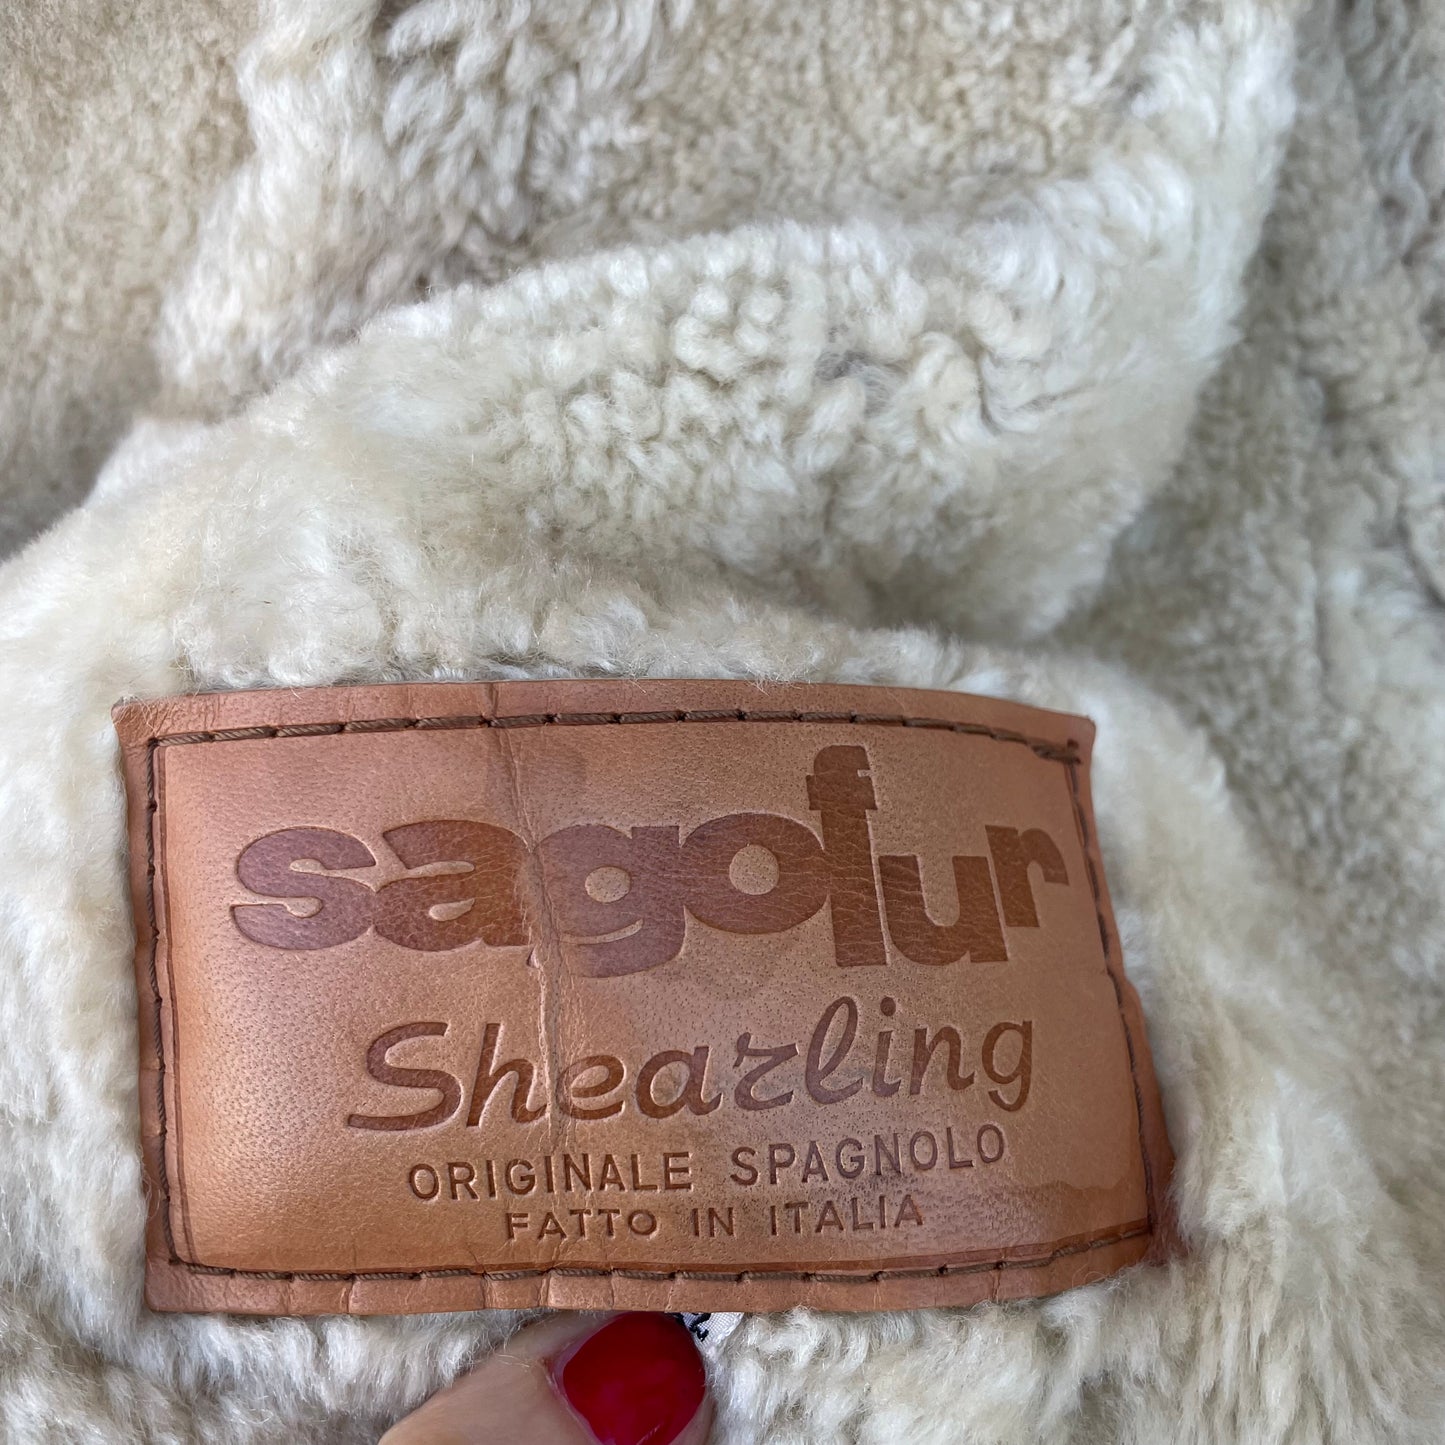 sagofur
Shearling
ORIGINALE SPAGNOLO
FATTO IN ITALIA